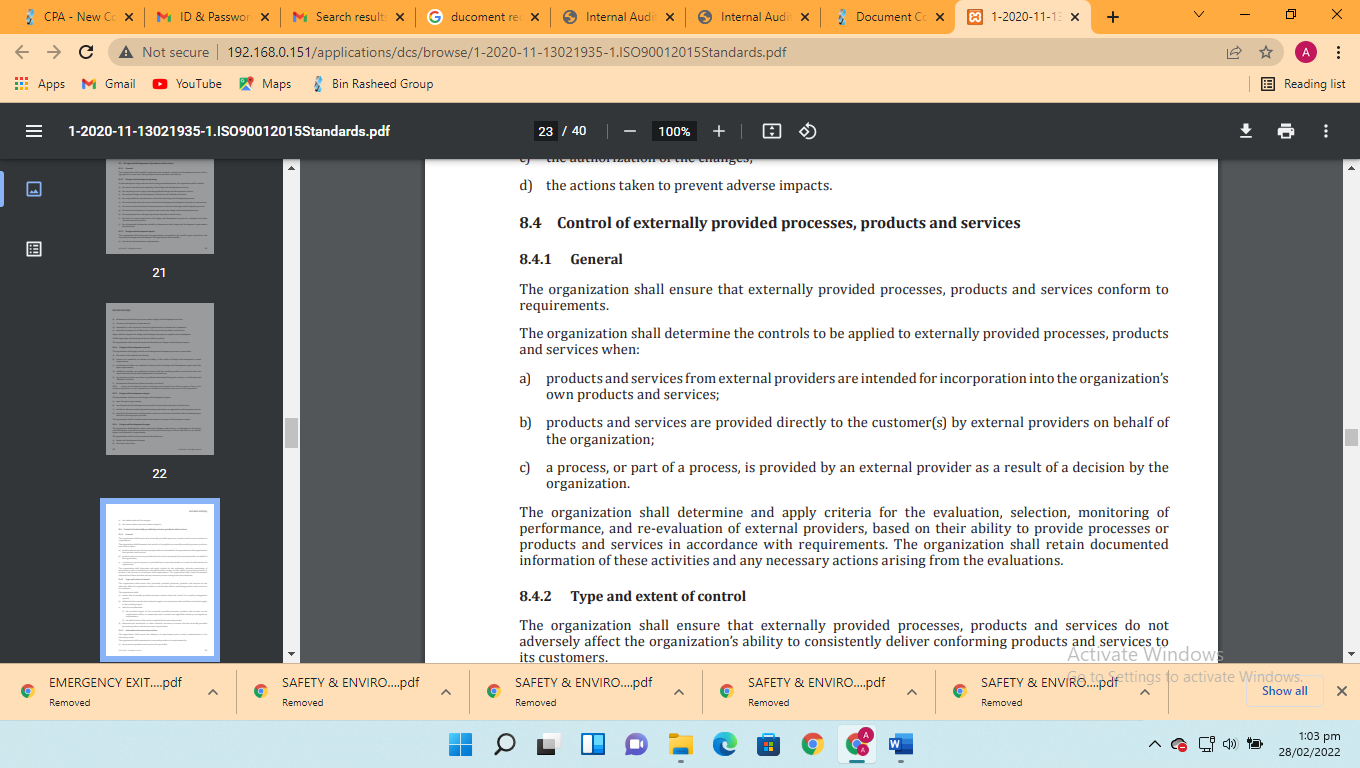 CPA - New Co
ID & Passwor
Search result
ducoment re
Internal Audi
Internal Audi
Document Co
1-2020-11-13
Not secure
192.168.0.151/applications/dcs/browse/1-2020-11-13021935-1.ISO90012015Standards.pdf
A
Apps
Gmail
YouTube
Maps
Bin Rasheed Group
Reading list
1-2020-11-13021935-1.ISO90012015Standards.pdf
23 / 40
100%
c) the authorization of the changes;
d) the actions taken to prevent adverse impacts.
8.4 Control of externally provided processes, products and services
8.4.1 General
The organization shall ensure that externally provided processes, products and services conform to
requirements.
The organization shall determine the controls to be applied to externally provided processes, products
and services when:
a) products and services from external providers are intended for incorporation into the organization's
own products and services;
b) products and services are provided directly to the customer(s) by external providers on behalf of
the organization;
c) a process, or part of a process, is provided by an external provider as a result of a decision by the
organization.
The organization shall determine and apply criteria for the evaluation, selection, monitoring of
performance, and re-evaluation of external providers, based on their ability to provide processes or
products and services in accordance with requirements. The organization shall retain documented
information of these activities and any necessary actions arising from the evaluations.
8.4.2 Type and extent of control
The organization shall ensure that externally provided processes, products and services do not
adversely affect the organization's ability to consistently deliver conforming products and services to
its customers.
21
22
Activate Windows
Go to Settings to activate Windows.
EMERGENCY EXIT....pdf
Removed
SAFETY & ENVIRO....pdf
Removed
SAFETY & ENVIRO....pdf
Removed
SAFETY & ENVIRO....pdf
Removed
SAFETY & ENVIRO....pdf
Removed
Show all
1:03 pm
28/02/2022